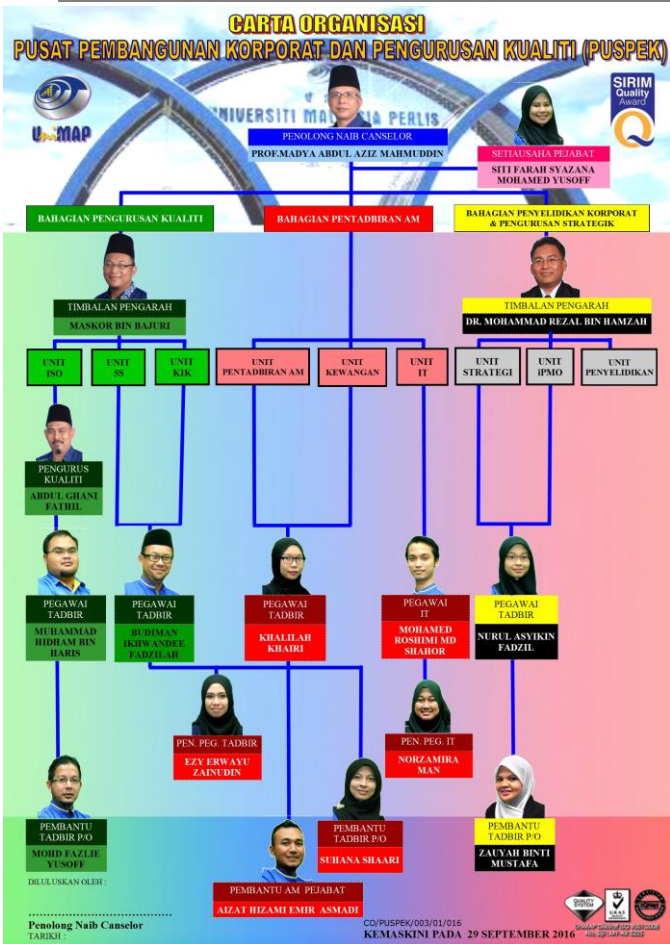 CARTA ORGANISASI
PUSAT PEMBANGUNAN KORPORAT DAN PENGURUSAN KUALITI (PUSPEK)
UniMAP
UNIVERSITI MALAYSIA PERLIS
SIRIM
Quality
Award
PENOLONG NAIB CANSELOR
PROF.MADYA ABDUL AZIZ MAHMUDDIN
SETIAUSAHA PEJABAT
SITI FARAH SYAZANA
MOHAMED YUSOFF
BAHAGIAN PENGURUSAN KUALITI
BAHAGIAN PENTADBIRAN AM
BAHAGIAN PENYELIDIKAN KORPORAT
& PENGURUSAN STRATEGIK
TIMBALAN PENGARAH
MASKOR BIN BAJURI
TIMBALAN PENGARAH
DR. MOHAMMAD REZAL BIN HAMZAH
UNIT
ISO
UNIT
5S
UNIT
KIK
UNIT
PENTADBIRAN AM
UNIT
KEWANGAN
UNIT
IT
UNIT
STRATEGI
UNIT
iPMO
UNIT
PENYELIDIKAN
PENGURUS
KUALITI
ABDUL GHANI
FATHIL
PEGAWAI
TADBIR
MUHAMMAD
HIDHAM BIN
HARIS
PEGAWAI
TADBIR
BUDIMAN
IKHWANDEE
FADZILAH
PEGAWAI
TADBIR
KHALILAH
KHAIRI
PEGAWAI
IT
MOHAMED
ROSHIMI MD
SHAHOR
PEGAWAI
TADBIR
NURUL ASYIKIN
FADZIL
PEN. PEG. TADBIR
EZY ERWAYU
ZAINUDIN
PEN. PEG. IT
NORZAMIRA
MAN
PEMBANTU
TADBIR P/O
MOHD FAZLIE
YUSOFF
PEMBANTU
TADBIR P/O
SUHANA SHAARI
PEMBANTU
TADBIR P/O
ZAUYAH BINTI
MUSTAFA
PEMBANTU AM PEJABAT
AIZAT HIZAMI EMIR ASMADI
DILULUSKAN OLEH :
Penolong Naib Canselor
TARIKH :
CO/PUSPEK/003/01/016
KEMASKINI PADA 29 SEPTEMBER 2016
QUALITY
SYSTEM
UKAS